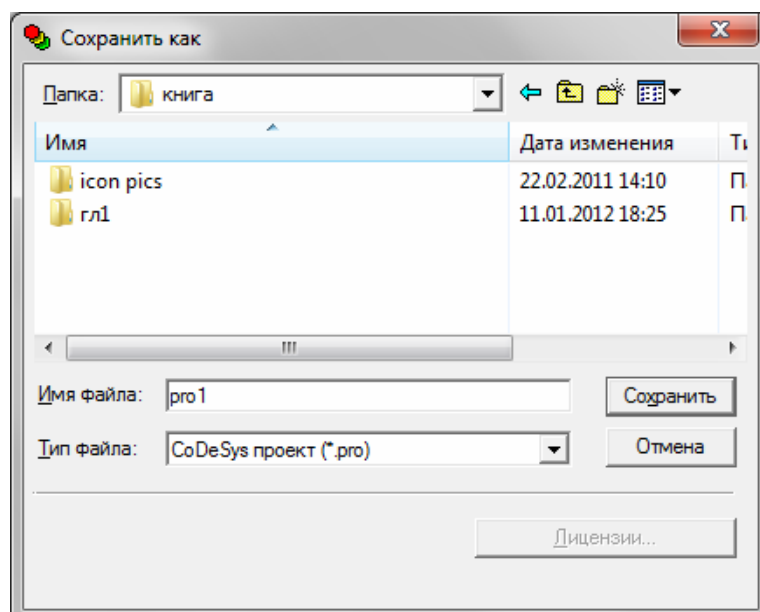 Сохранить как
Папка: книга
Имя Дата изменения Ти
icon pics 22.02.2011 14:10 П
гл1 11.01.2012 18:25 П
Имя файла: pro1 Сохранить
Тип файла: CoDeSys проект (*.pro) Отмена
Лицензии...